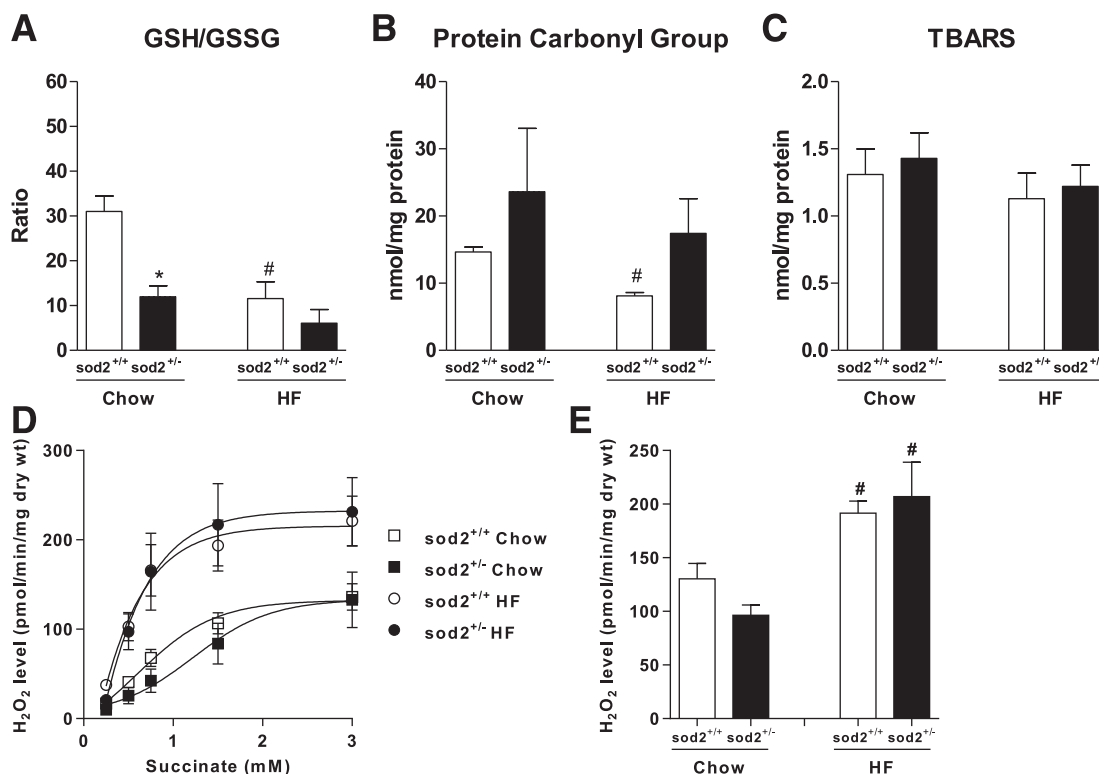 A GSH/GSSG
60
50
40
30
20
10
0
Ratio
*
#
sod2+/+ sod2+/- sod2+/+ sod2+/-
Chow HF
B Protein Carbonyl Group
40
30
20
10
0
nmol/mg protein
#
sod2+/+ sod2+/- sod2+/+ sod2+/-
Chow HF
C TBARS
2.0
1.5
1.0
0.5
0.0
nmol/mg protein
sod2+/+ sod2+/- sod2+/+ sod2+/
Chow HF
D
300
200
100
0
H2O2 level (pmol/min/mg dry wt)
0 1 2 3
Succinate (mM)
sod2+/+ Chow
sod2+/- Chow
sod2+/+ HF
sod2+/- HF
E
250
200
150
100
50
0
H2O2 level (pmol/min/mg dry wt)
# #
sod2+/+ sod2+/- sod2+/+ sod2+/-
Chow HF